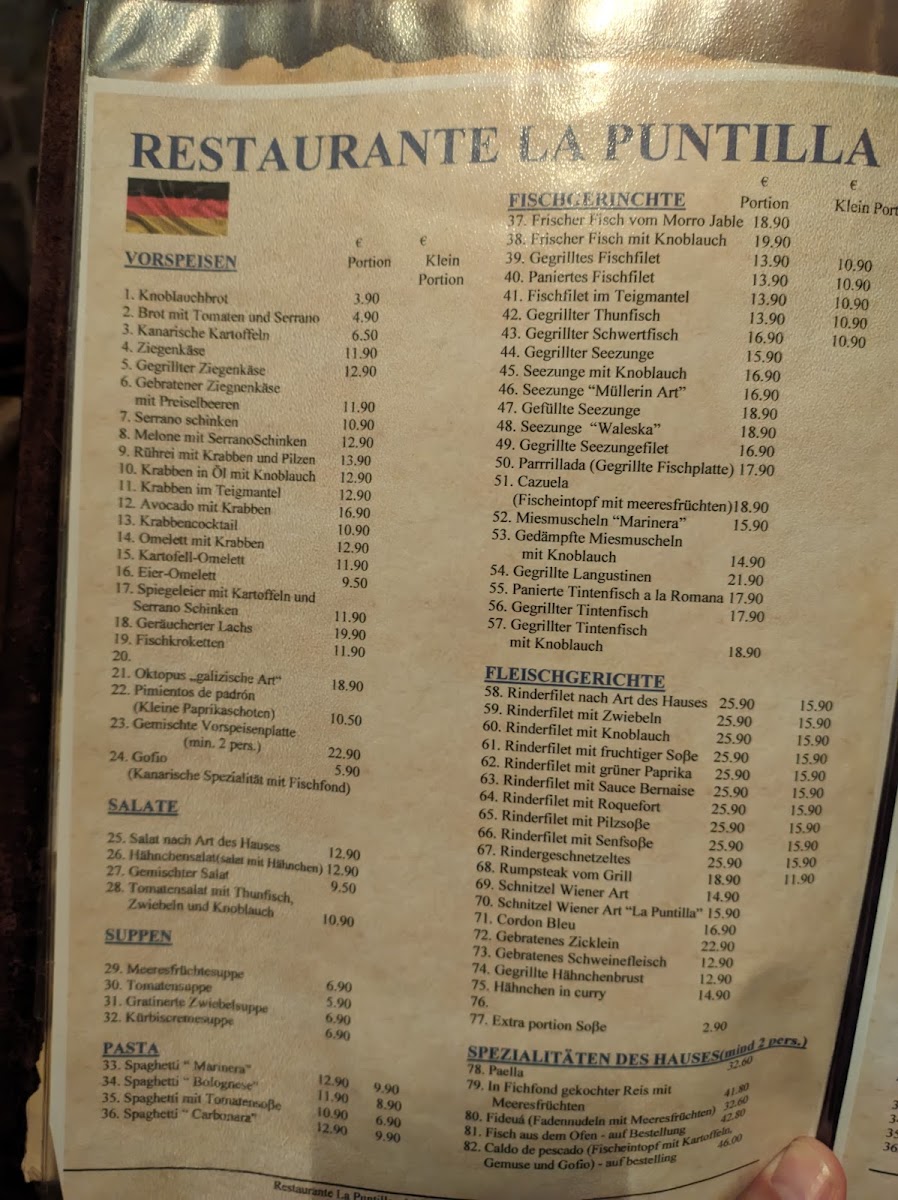 RESTAURANTE LA PUNTILLA
€ €
VORSPEISEN Portion Klein
Portion
1. Knoblauchbrot 3.90
2. Brot mit Tomaten und Serrano 4.90
3. Kanarische Kartoffeln 6.50
4. Ziegenkäse 11.90
5. Gegrillter Ziegenkäse 12.90
6. Gebratener Ziegnenkäse
mit Preiselbeeren 11.90
7. Serrano schinken 10.90
8. Melone mit SerranoSchinken 12.90
9. Rührei mit Krabben und Pilzen 13.90
10. Krabben in Öl mit Knoblauch 12.90
11. Krabben im Teigmantel 12.90
12. Avocado mit Krabben 16.90
13. Krabbencocktail 10.90
14. Omelett mit Krabben 12.90
15. Kartofell-Omelett 11.90
16. Eier-Omelett 9.50
17. Spiegeleier mit Kartoffeln und
Serrano Schinken 11.90
18. Geräucherter Lachs 19.90
19. Fischkroketten 11.90
20.
21. Oktopus „galizische Art" 18.90
22. Pimientos de padrón
(Kleine Paprikaschoten) 10.50
23. Gemischte Vorspeisenplatte
(min. 2 pers.) 22.90
24. Gofio 5.90
(Kanarische Spezialität mit Fischfond)
SALATE
25. Salat nach Art des Hauses 12.90
26. Hähnchensalat(salat mit Hähnchen) 12.90
27. Gemischter Salat 9.50
28. Tomatensalat mit Thunfisch,
Zwiebeln und Knoblauch 10.90
SUPPEN
29. Meeresfrüchtesuppe 6.90
30. Tomatensuppe 5.90
31. Gratinerte Zwiebelsuppe 6.90
32. Kürbiscremesuppe 6.90
PASTA
33. Spaghetti " Marinera" 12.90 9.90
34. Spaghetti " Bolognese" 11.90 8.90
35. Spaghetti mit Tomatensoße 10.90 6.90
36. Spaghetti " Carbonara" 12.90 9.90
€ €
FISCHGERINCHTE Portion Klein Port
37. Frischer Fisch vom Morro Jable 18.90
38. Frischer Fisch mit Knoblauch 19.90
39. Gegrilltes Fischfilet 13.90 10.90
40. Paniertes Fischfilet 13.90 10.90
41. Fischfilet im Teigmantel 13.90 10.90
42. Gegrillter Thunfisch 13.90 10.90
43. Gegrillter Schwertfisch 16.90 10.90
44. Gegrillter Seezunge 15.90
45. Seezunge mit Knoblauch 16.90
46. Seezunge "Müllerin Art" 16.90
47. Gefüllte Seezunge 18.90
48. Seezunge "Waleska" 18.90
49. Gegrillte Seezungefilet 16.90
50. Parrrillada (Gegrillte Fischplatte) 17.90
51. Cazuela
(Fischeintopf mit meeresfrüchten)18.90
52. Miesmuscheln "Marinera" 15.90
53. Gedämpfte Miesmuscheln
mit Knoblauch 14.90
54. Gegrillte Langustinen 21.90
55. Panierte Tintenfisch a la Romana 17.90
56. Gegrillter Tintenfisch 17.90
57. Gegrillter Tintenfisch
mit Knoblauch 18.90
FLEISCHGERICHTE
58. Rinderfilet nach Art des Hauses 25.90 15.90
59. Rinderfilet mit Zwiebeln 25.90 15.90
60. Rinderfilet mit Knoblauch 25.90 15.90
61. Rinderfilet mit fruchtiger Soße 25.90 15.90
62. Rinderfilet mit grüner Paprika 25.90 15.90
63. Rinderfilet mit Sauce Bernaise 25.90 15.90
64. Rinderfilet mit Roquefort 25.90 15.90
65. Rinderfilet mit Pilzsoße 25.90 15.90
66. Rinderfilet mit Senfsoße 25.90 15.90
67. Rindergeschnetzeltes 18.90 11.90
68. Rumpsteak vom Grill 14.90
69. Schnitzel Wiener Art 15.90
70. Schnitzel Wiener Art "La Puntilla" 16.90
71. Cordon Bleu 22.90
72. Gebratenes Zicklein 12.90
73. Gebratenes Schweinefleisch 12.90
74. Gegrillte Hähnchenbrust 14.90
75. Hähnchen in curry
76.
77. Extra portion Soße 2.90
SPEZIALITÄTEN DES HAUSES(mind 2 pers.)
78. Paella 32.60
79. In Fichfond gekochter Reis mit
Meeresfrüchten 41.80
80. Fideuá (Fadennudeln mit Meeresfrüchten) 32.60
81. Fisch aus dem Ofen - auf Bestellung 42.80
82. Caldo de pescado (Fischeintopf mit Kartoffeln,
Gemuse und Gofio) - auf bestelling 46.00
Restaurante La